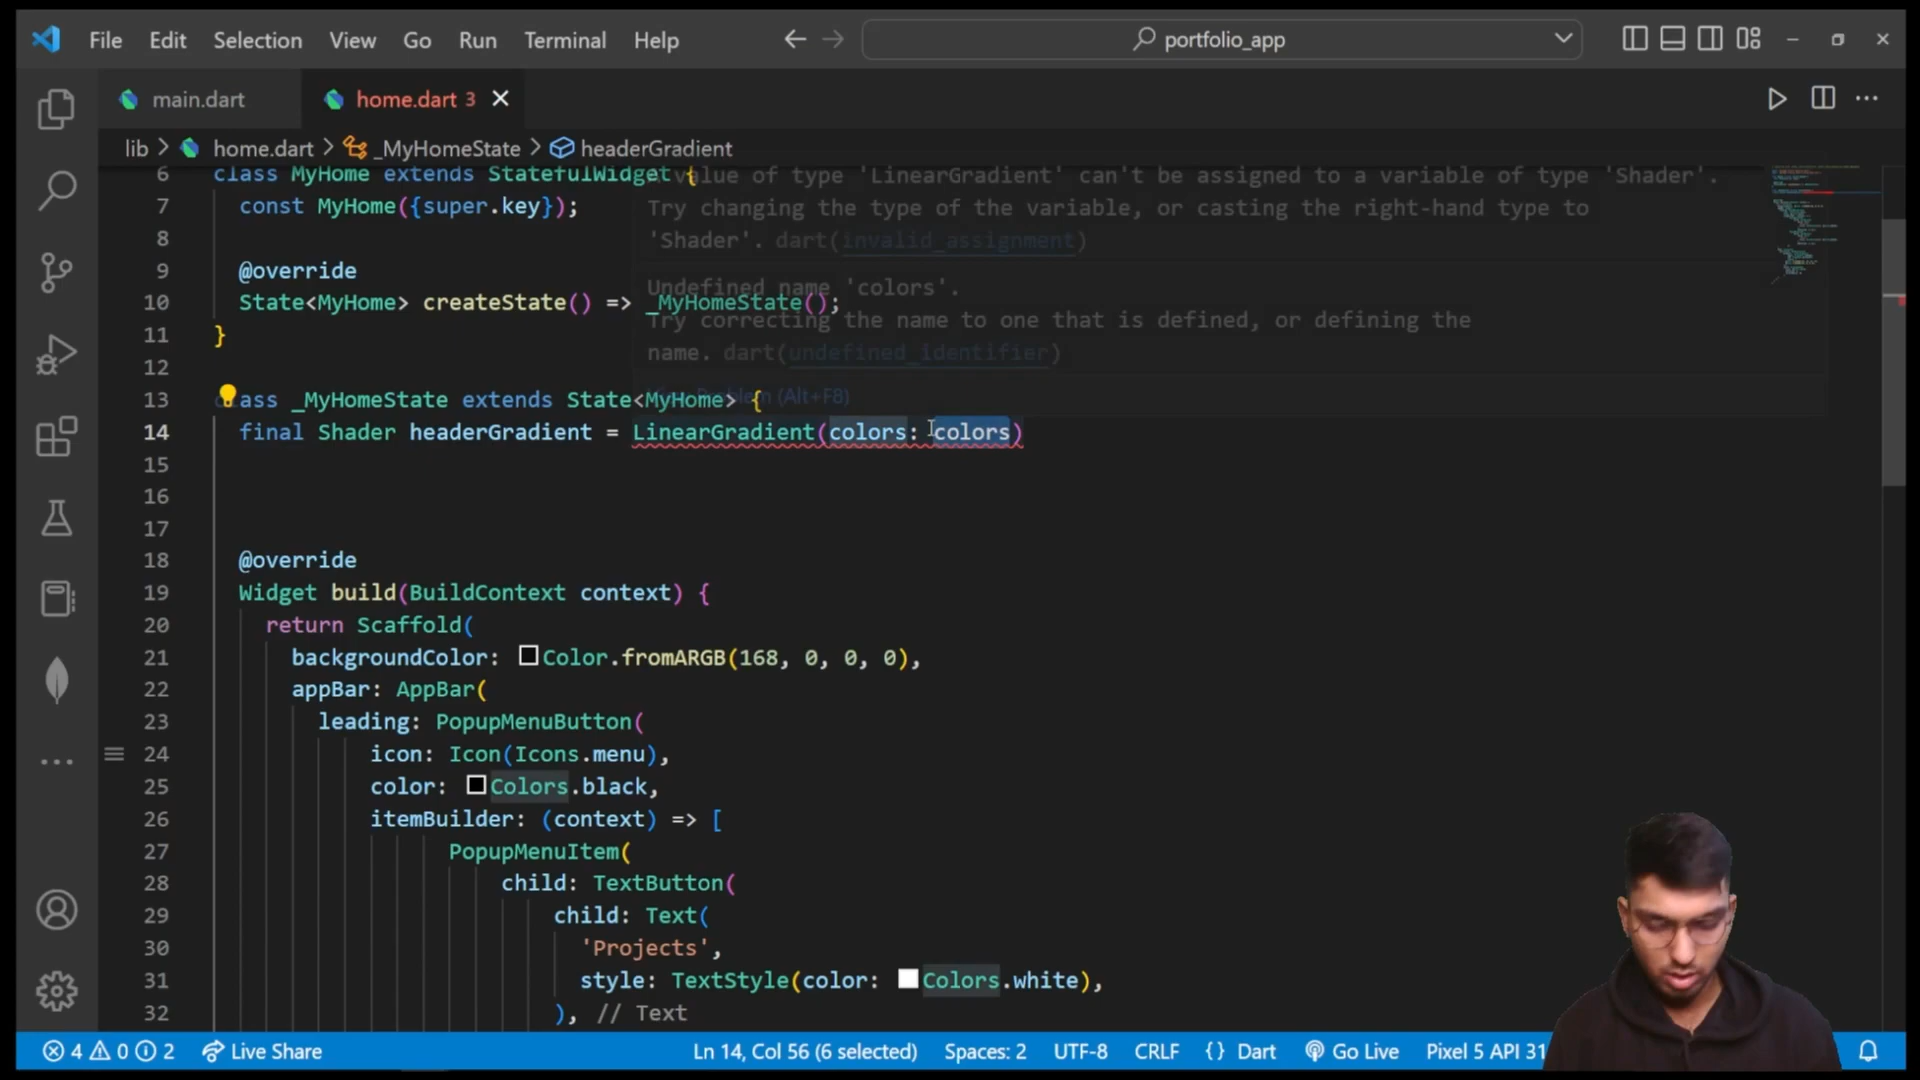 File Edit Selection View Go Run Terminal Help portfolio_app
main.dart home.dart 3
lib > home.dart > _MyHomeState > headerGradient
6 class MyHome extends StatefulWidget {
A value of type 'LinearGradient' can't be assigned to a variable of type 'Shader'.
7 const MyHome({super.key});
Try changing the type of the variable, or casting the right-hand type to
8
'Shader'. dart(invalid_assignment)
9 @override
Undefined name 'colors'.
10 State<MyHome> createState() => _MyHomeState();
Try correcting the name to one that is defined, or defining the
11 }
name. dart(undefined_identifier)
12
View Problem (Alt+F8)
13 class _MyHomeState extends State<MyHome> {
14 final Shader headerGradient = LinearGradient(colors: colors)
15
16
17
18 @override
19 Widget build(BuildContext context) {
20 return Scaffold(
21 backgroundColor: Color.fromARGB(168, 0, 0, 0),
22 appBar: AppBar(
23 leading: PopupMenuButton(
24 icon: Icon(Icons.menu),
25 color: Colors.black,
26 itemBuilder: (context) => [
27 PopupMenuItem(
28 child: TextButton(
29 child: Text(
30 'Projects',
31 style: TextStyle(color: Colors.white),
32 ), // Text
4 0 2 Live Share Ln 14, Col 56 (6 selected) Spaces: 2 UTF-8 CRLF {} Dart Go Live Pixel 5 API 31